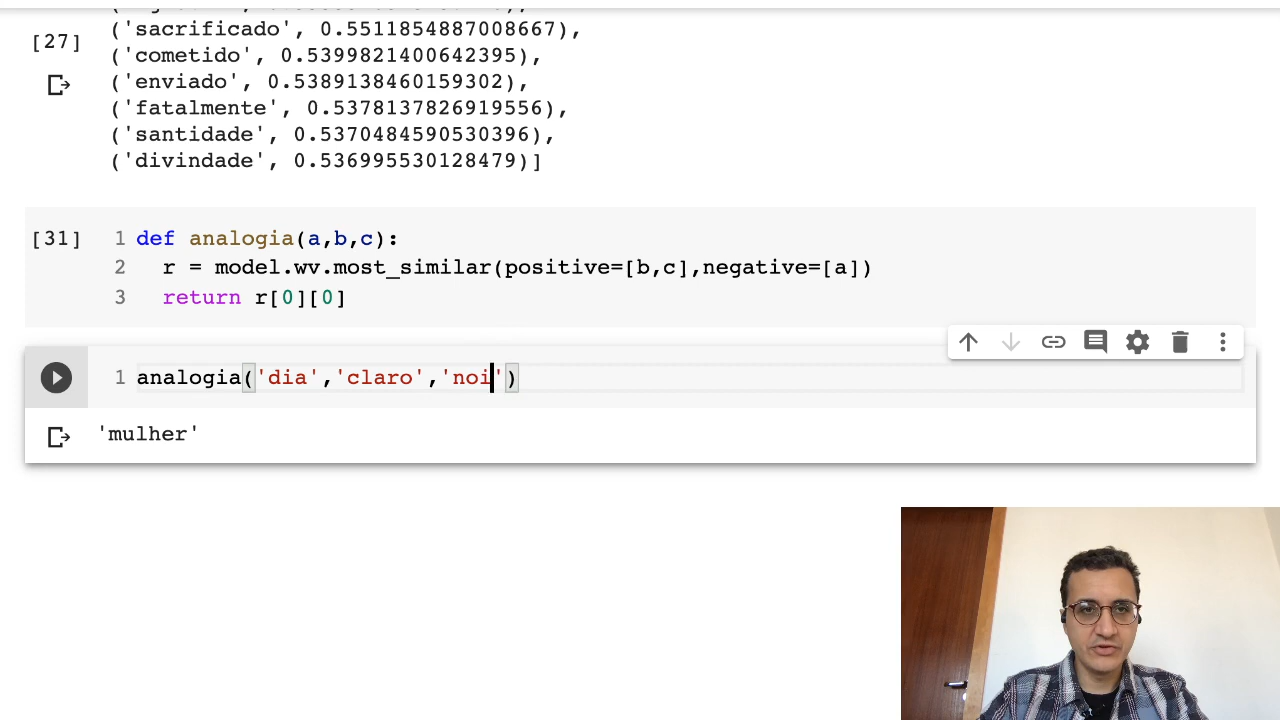 [27] ('sacrificado', 0.5511854887008667),
('cometido', 0.5399821400642395),
('enviado', 0.5389138460159302),
('fatalmente', 0.5378137826919556),
('santidade', 0.5370484590530396),
('divindade', 0.536995530128479)]
[31] 1 def analogia(a,b,c):
2 r = model.wv.most_similar(positive=[b,c],negative=[a])
3 return r[0][0]
1 analogia('dia','claro','noi')
'mulher'